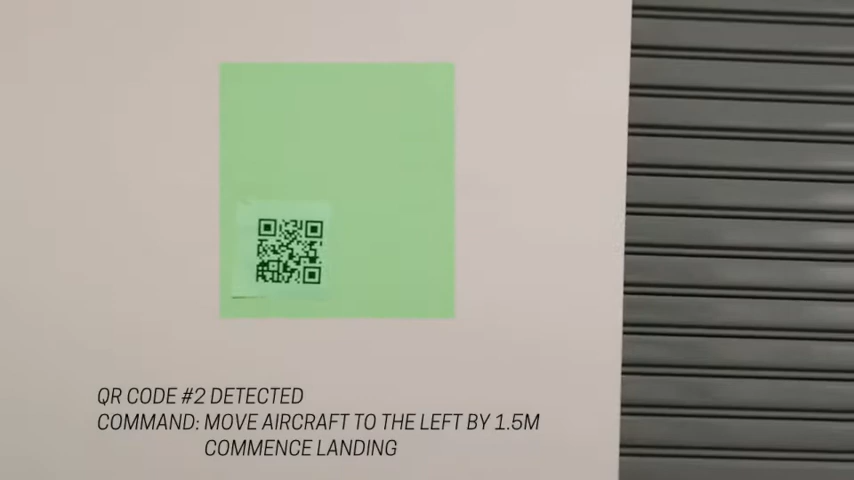 QR CODE #2 DETECTED
COMMAND: MOVE AIRCRAFT TO THE LEFT BY 1.5M
COMMENCE LANDING